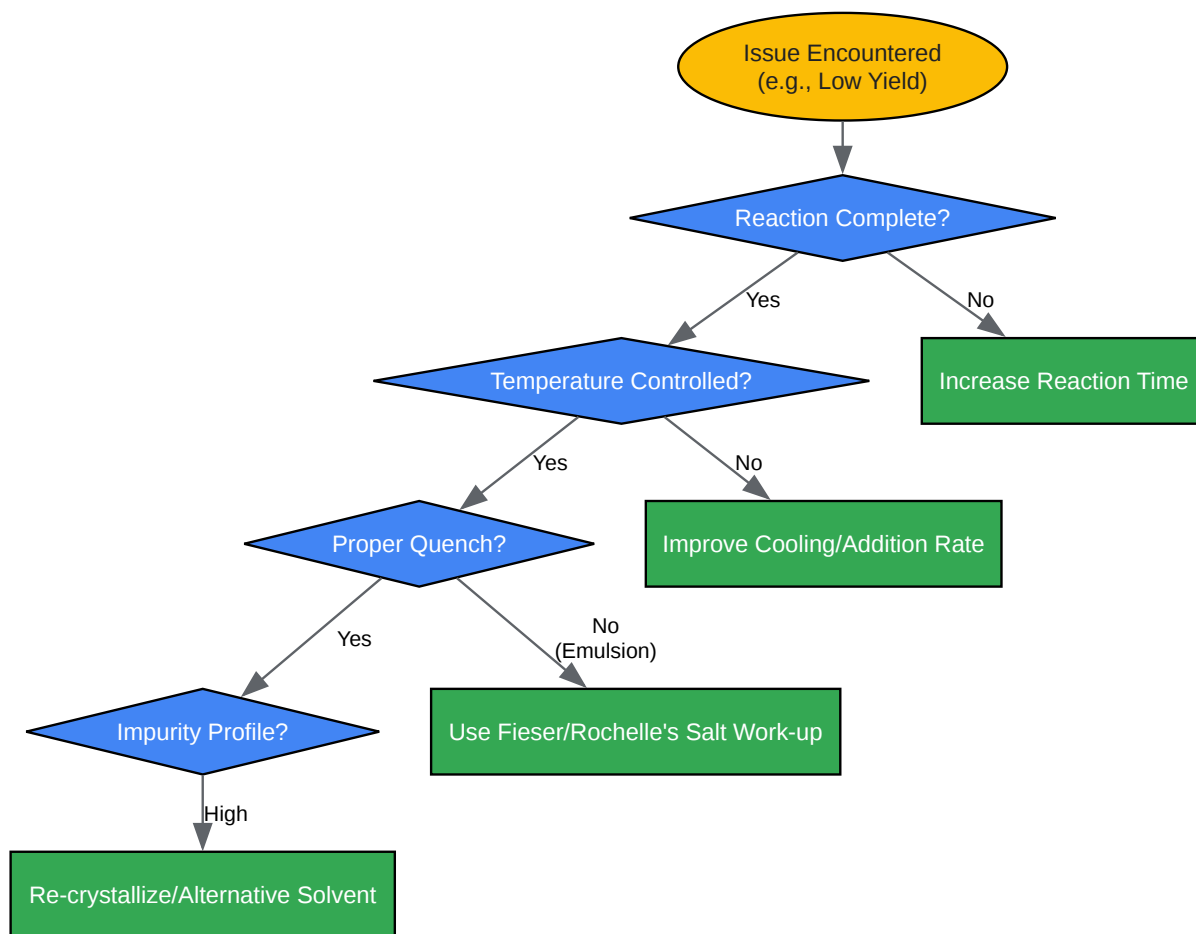 Issue Encountered
(e.g., Low Yield)
Reaction Complete?
Yes
No
Temperature Controlled?
Increase Reaction Time
Yes
No
Proper Quench?
Improve Cooling/Addition Rate
Yes
No
(Emulsion)
Impurity Profile?
Use Fieser/Rochelle's Salt Work-up
High
Re-crystallize/Alternative Solvent